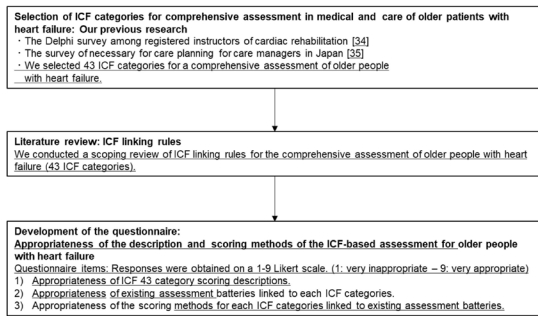 Selection of ICF categories for comprehensive assessment in medical and care of older patients with
heart failure: Our previous research
・The Delphi survey among registered instructors of cardiac rehabilitation [34]
・The survey of necessary for care planning for care managers in Japan [35]
・We selected 43 ICF categories for a comprehensive assessment of older people
with heart failure.
Literature review: ICF linking rules
We conducted a scoping review of ICF linking rules for the comprehensive assessment of older people with heart
failure (43 ICF categories).
Development of the questionnaire:
Appropriateness of the description and scoring methods of the ICF-based assessment for older people
with heart failure
Questionnaire items: Responses were obtained on a 1-9 Likert scale. (1: very inappropriate – 9: very appropriate)
1) Appropriateness of ICF 43 category scoring descriptions.
2) Appropriateness of existing assessment batteries linked to each ICF categories.
3) Appropriateness of the scoring methods for each ICF categories linked to existing assessment batteries.